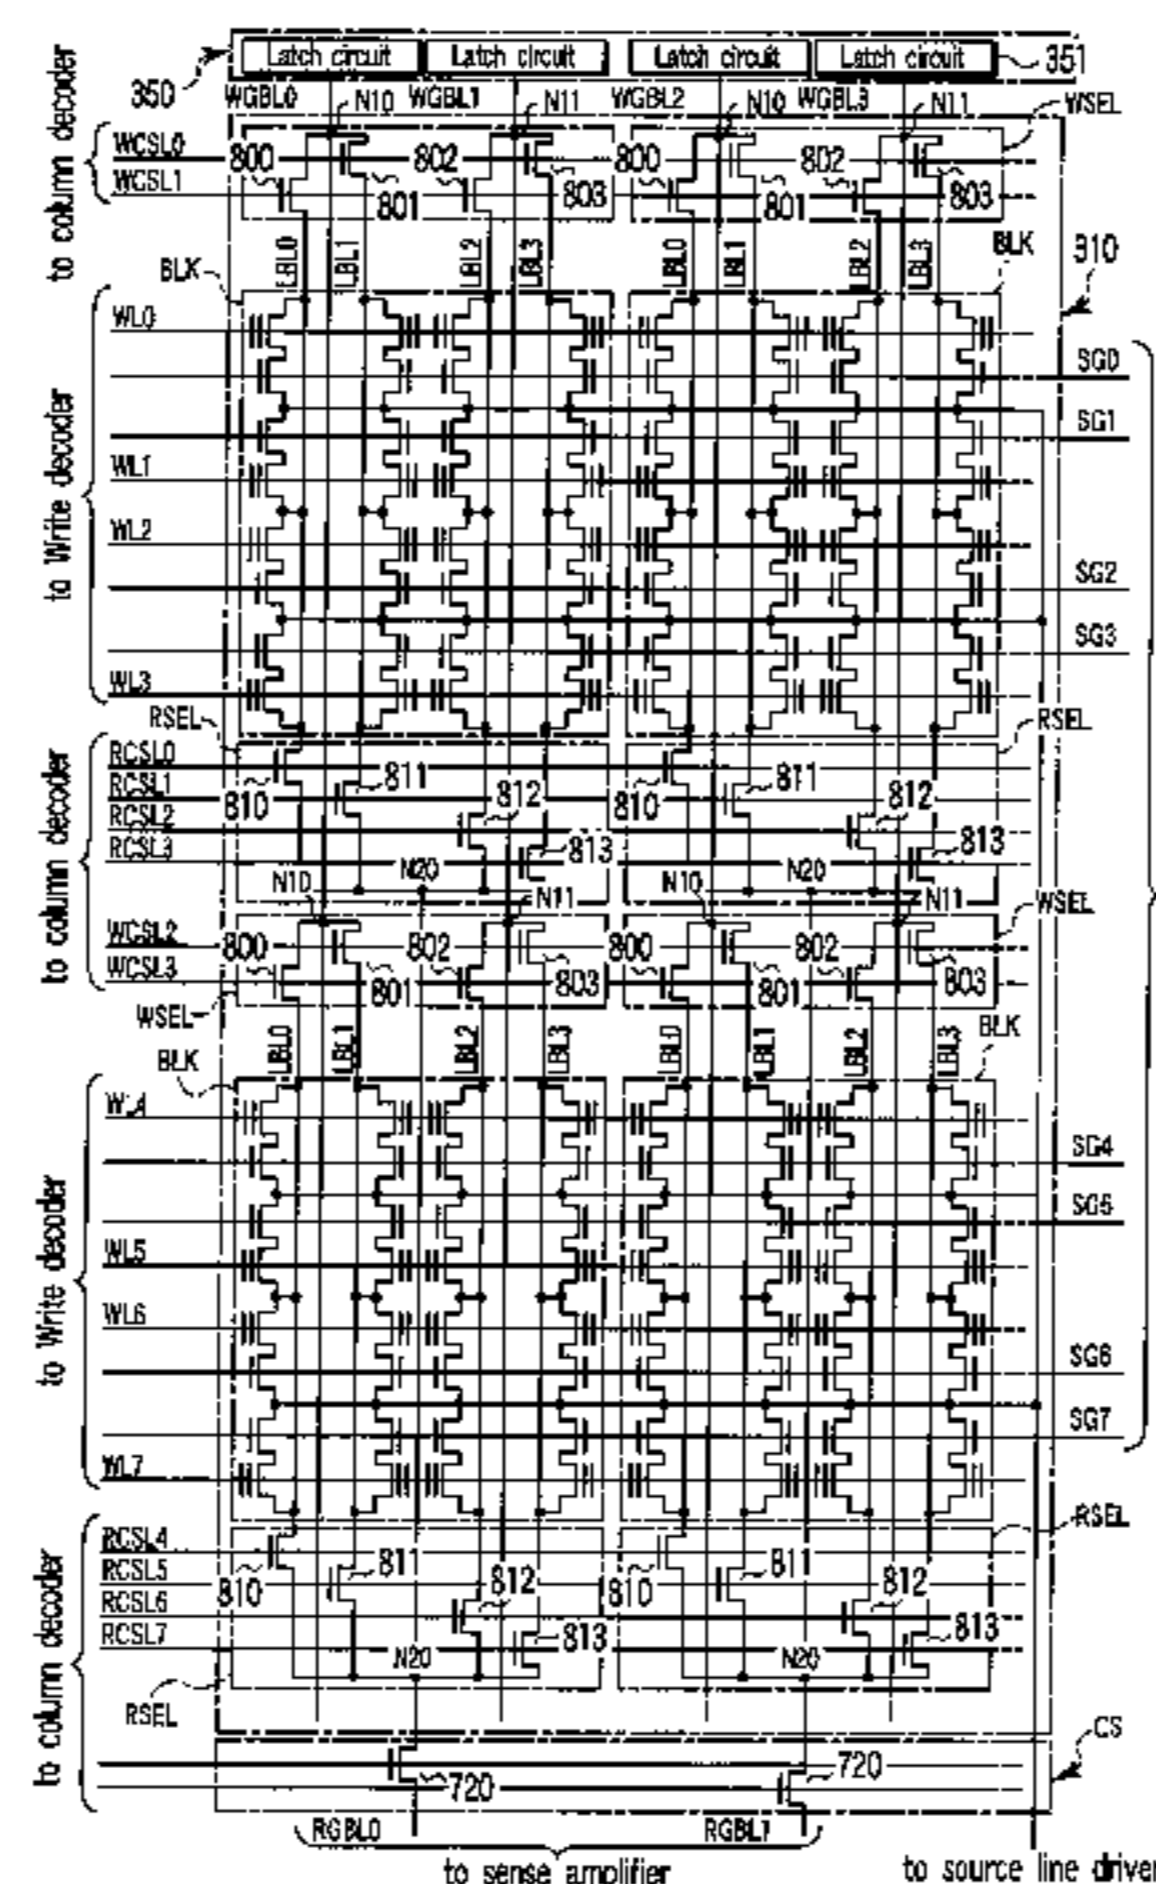 Latch circuit Latch circuit Latch circuit Latch circuit 351
350 WGBL0 N10 WGBL1 N11 WGBL2 N10 WGBL3 N11 WSEL
to column decoder
WCSL0 800 802 800 802
WCSL1 801 803 801 803
BLK LBL0 LBL1 LBL2 LBL3 LBL0 LBL1 LBL2 LBL3 BLK 310
to Write decoder
WL0
SG0
SG1
WL1
WL2
SG2
SG3
WL3
RSEL RSEL
to column decoder
RCSL0
RCSL1 811 811
810 812 810 812
RCSL2
RCSL3 813 813
N10 N20 N11 N10 N20 N11 WSEL
WCSL2 800 802 800 802
WCSL3 801 803 801 803
WSEL
BLK LBL0 LBL1 LBL2 LBL3 LBL0 LBL1 LBL2 LBL3 BLK
to Write decoder
WL4
SG4
SG5
WL5
WL6
SG6
SG7
WL7
RSEL
to column decoder
RCSL4
RCSL5 811 811
810 812 810 812
RCSL6
RCSL7 813 813
N20 N20
RSEL
CS
720 720
RGBL0 RGBL1
to sense amplifier to source line driver